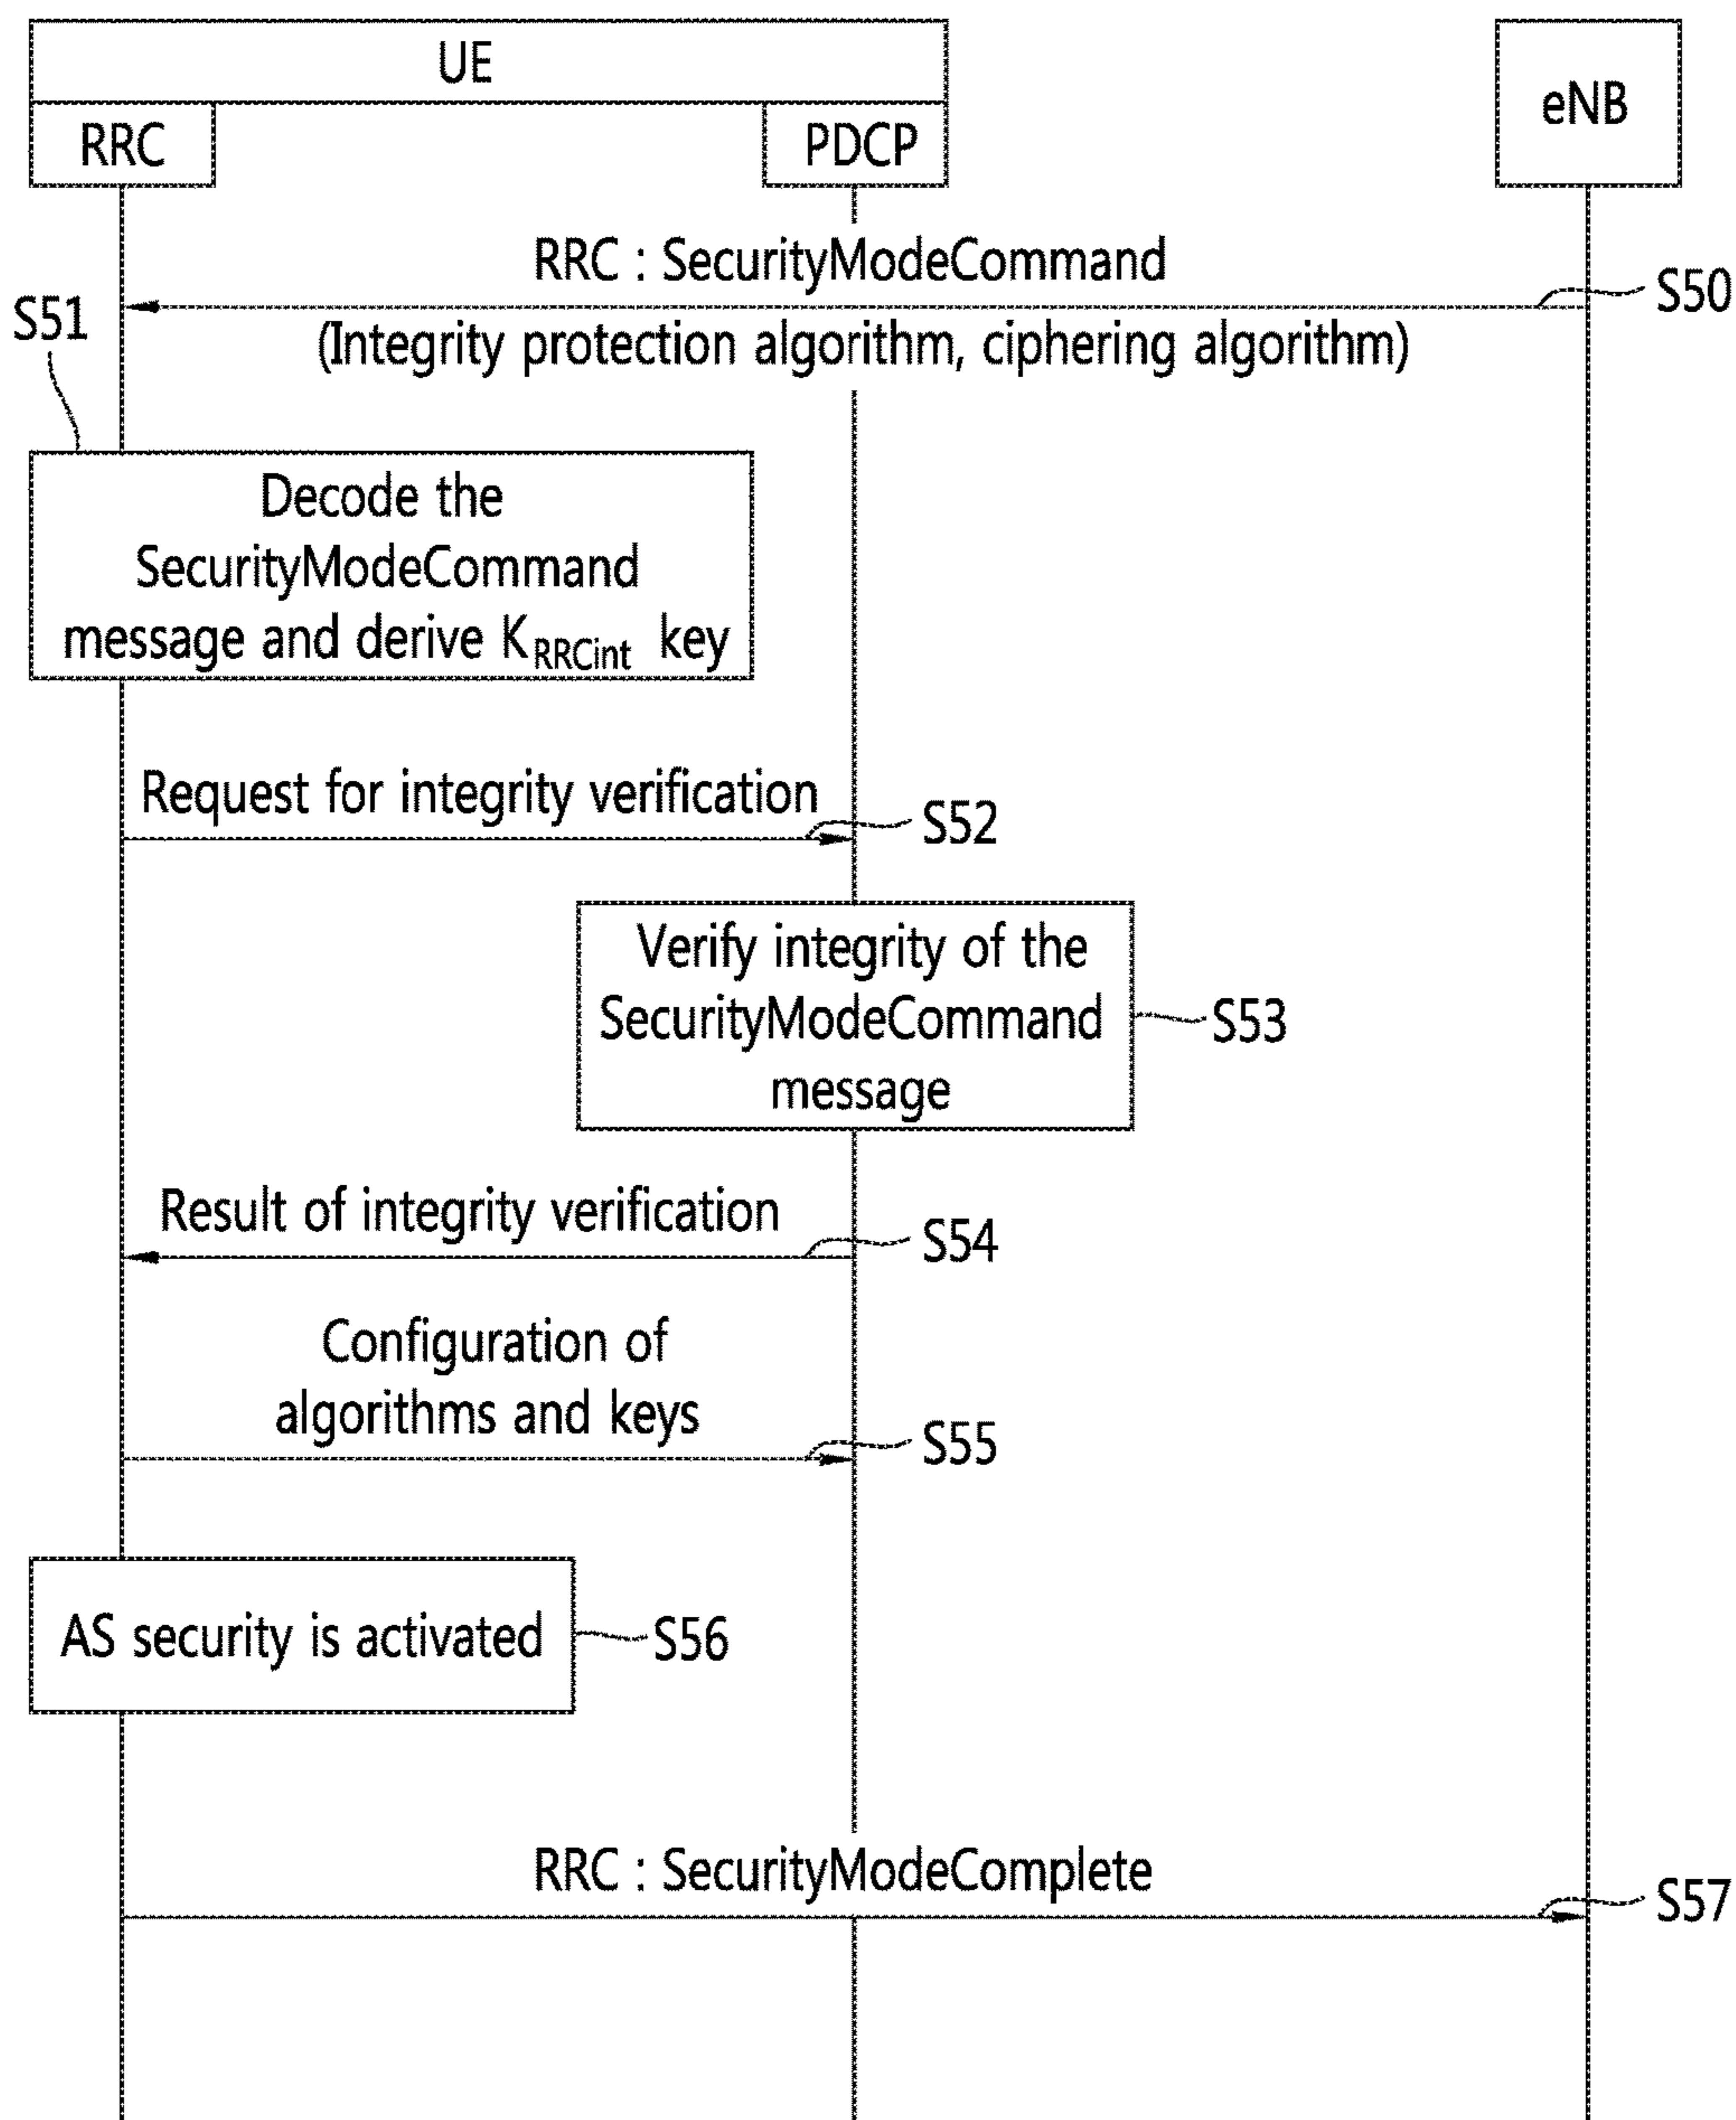 UE
eNB
RRC
PDCP
RRC : SecurityModeCommand
S50
S51
(Integrity protection algorithm, ciphering algorithm)
Decode the
SecurityModeCommand
message and derive KRRCint key
Request for integrity verification
S52
Verify integrity of the
SecurityModeCommand
message
S53
Result of integrity verification
S54
Configuration of
algorithms and keys
S55
AS security is activated
S56
RRC : SecurityModeComplete
S57